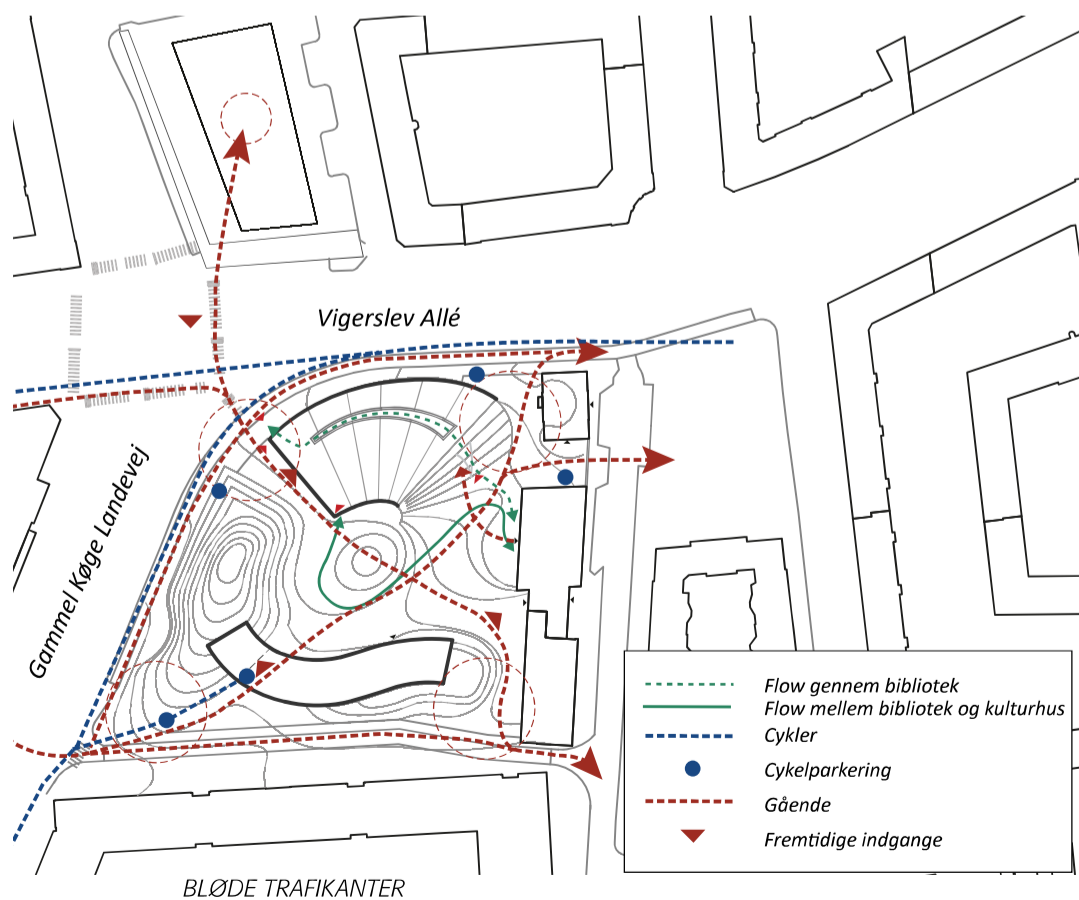 Vigerslev Allé
Gammel Køge Landevej
Flow gennem bibliotek
Flow mellem bibliotek og kulturhus
Cykler
Cykelparkering
Gående
Fremtidige indgange
BLØDE TRAFIKANTER